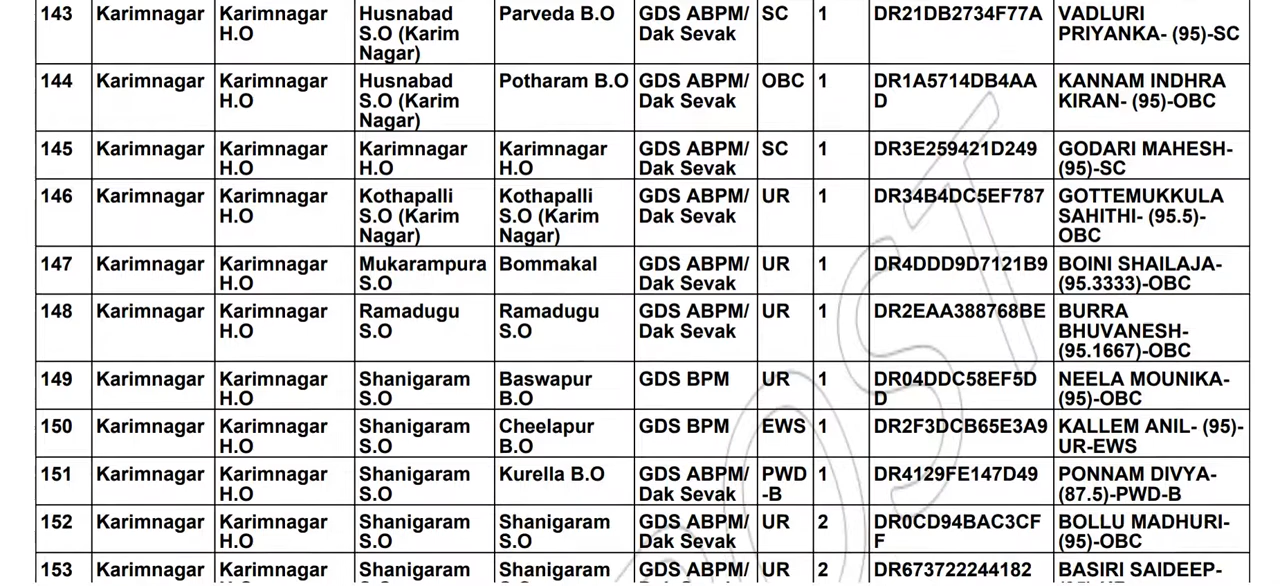 143 Karimnagar Karimnagar H.O Husnabad S.O (Karim Nagar) Parveda B.O GDS ABPM/ Dak Sevak SC 1 DR21DB2734F77A VADLURI PRIYANKA- (95)-SC
144 Karimnagar Karimnagar H.O Husnabad S.O (Karim Nagar) Potharam B.O GDS ABPM/ Dak Sevak OBC 1 DR1A5714DB4AA D KANNAM INDHRA KIRAN- (95)-OBC
145 Karimnagar Karimnagar H.O Karimnagar H.O Karimnagar H.O GDS ABPM/ Dak Sevak SC 1 DR3E259421D249 GODARI MAHESH- (95)-SC
146 Karimnagar Karimnagar H.O Kothapalli S.O (Karim Nagar) Kothapalli S.O (Karim Nagar) GDS ABPM/ Dak Sevak UR 1 DR34B4DC5EF787 GOTTEMUKKULA SAHITHI- (95.5)- OBC
147 Karimnagar Karimnagar H.O Mukarampura S.O Bommakal GDS ABPM/ Dak Sevak UR 1 DR4DDD9D7121B9 BOINI SHAILAJA- (95.3333)-OBC
148 Karimnagar Karimnagar H.O Ramadugu S.O Ramadugu S.O GDS ABPM/ Dak Sevak UR 1 DR2EAA388768BE BURRA BHUVANESH- (95.1667)-OBC
149 Karimnagar Karimnagar H.O Shanigaram S.O Baswapur B.O GDS BPM UR 1 DR04DDC58EF5D D NEELA MOUNIKA- (95)-OBC
150 Karimnagar Karimnagar H.O Shanigaram S.O Cheelapur B.O GDS BPM EWS 1 DR2F3DCB65E3A9 KALLEM ANIL- (95)- UR-EWS
151 Karimnagar Karimnagar H.O Shanigaram S.O Kurella B.O GDS ABPM/ Dak Sevak PWD -B 1 DR4129FE147D49 PONNAM DIVYA- (87.5)-PWD-B
152 Karimnagar Karimnagar H.O Shanigaram S.O Shanigaram S.O GDS ABPM/ Dak Sevak UR 2 DR0CD94BAC3CF F BOLLU MADHURI- (95)-OBC
153 Karimnagar Karimnagar Shanigaram Shanigaram GDS ABPM/ UR 2 DR673722244182 BASIRI SAIDEEP-